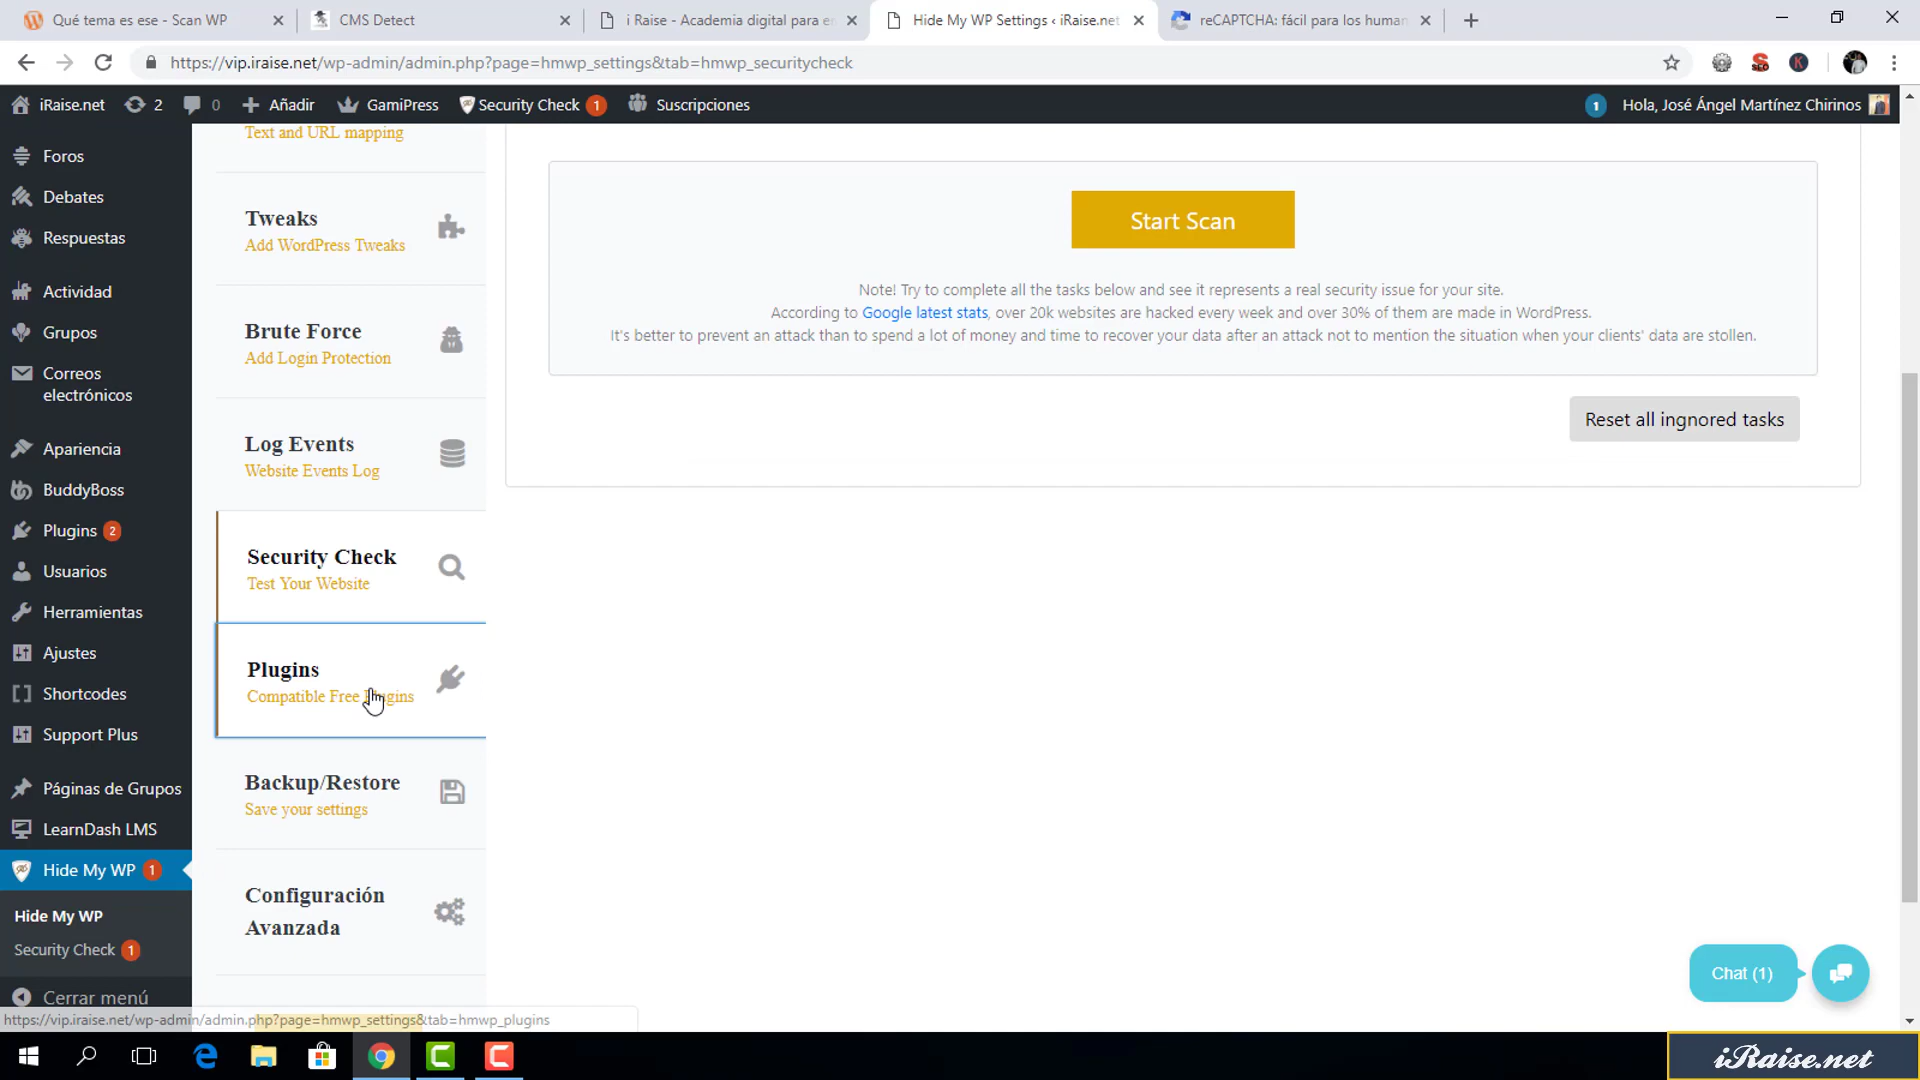 Qué tema es ese - Scan WP
CMS Detect
i Raise - Academia digital para e
Hide My WP Settings ‹ iRaise.net
reCAPTCHA: fácil para los human
https://vip.iraise.net/wp-admin/admin.php?page=hmwp_settings&tab=hmwp_securitycheck
iRaise.net
2
0
Añadir
GamiPress
Security Check 1
Suscripciones
1
Hola, José Ángel Martínez Chirinos
Foros
Debates
Respuestas
Actividad
Grupos
Correos
electrónicos
Apariencia
BuddyBoss
Plugins 2
Usuarios
Herramientas
Ajustes
Shortcodes
Support Plus
Páginas de Grupos
LearnDash LMS
Hide My WP 1
Hide My WP
Security Check 1
Cerrar menú
Text and URL mapping
Tweaks
Add WordPress Tweaks
Brute Force
Add Login Protection
Log Events
Website Events Log
Security Check
Test Your Website
Plugins
Compatible Free Plugins
Backup/Restore
Save your settings
Configuración
Avanzada
Start Scan
Note! Try to complete all the tasks below and see it represents a real security issue for your site.
According to Google latest stats, over 20k websites are hacked every week and over 30% of them are made in WordPress.
It's better to prevent an attack than to spend a lot of money and time to recover your data after an attack not to mention the situation when your clients' data are stollen.
Reset all ingnored tasks
Chat (1)
https://vip.iraise.net/wp-admin/admin.php?page=hmwp_settings&tab=hmwp_plugins
iRaise.net